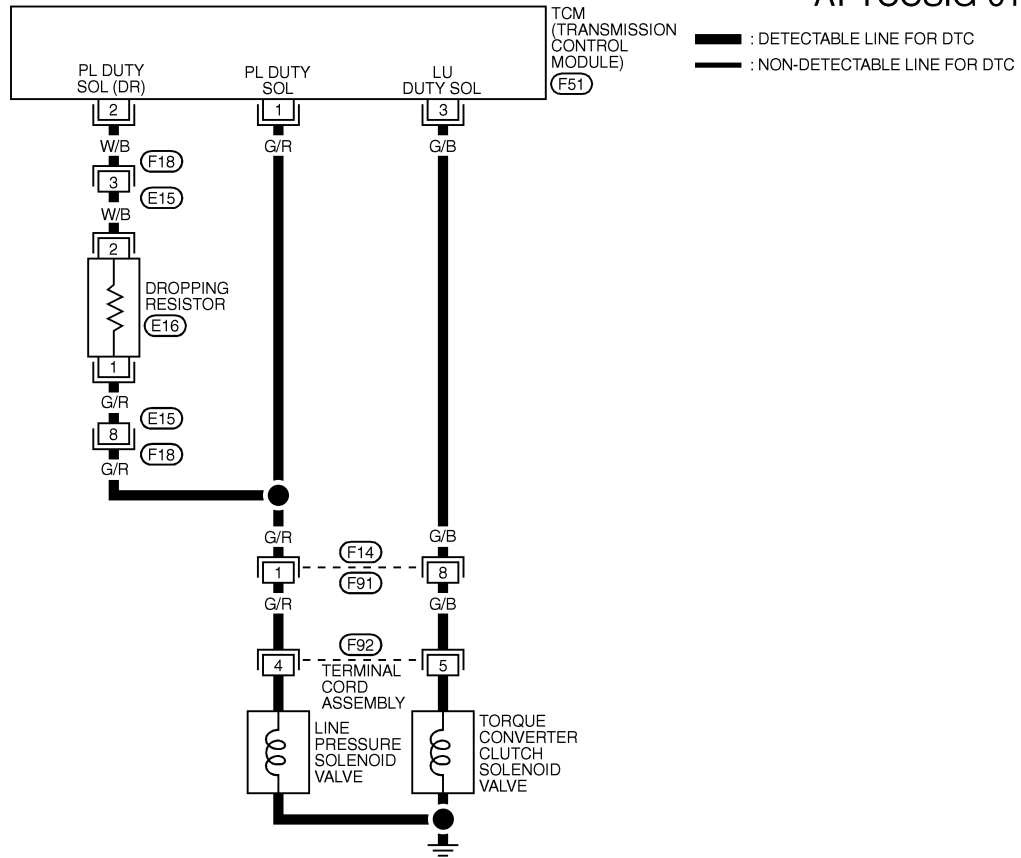 TCM
(TRANSMISSION
CONTROL
MODULE)
F51
: DETECTABLE LINE FOR DTC
: NON-DETECTABLE LINE FOR DTC
PL DUTY
SOL (DR)
PL DUTY
SOL
LU
DUTY SOL
2
1
3
W/B
G/R
G/B
F18
3
E15
W/B
2
DROPPING
RESISTOR
E16
1
G/R
E15
8
F18
G/R
G/R
G/B
F14
1
8
F91
G/R
G/B
F92
4
5
TERMINAL
CORD
ASSEMBLY
LINE
PRESSURE
SOLENOID
VALVE
TORQUE
CONVERTER
CLUTCH
SOLENOID
VALVE